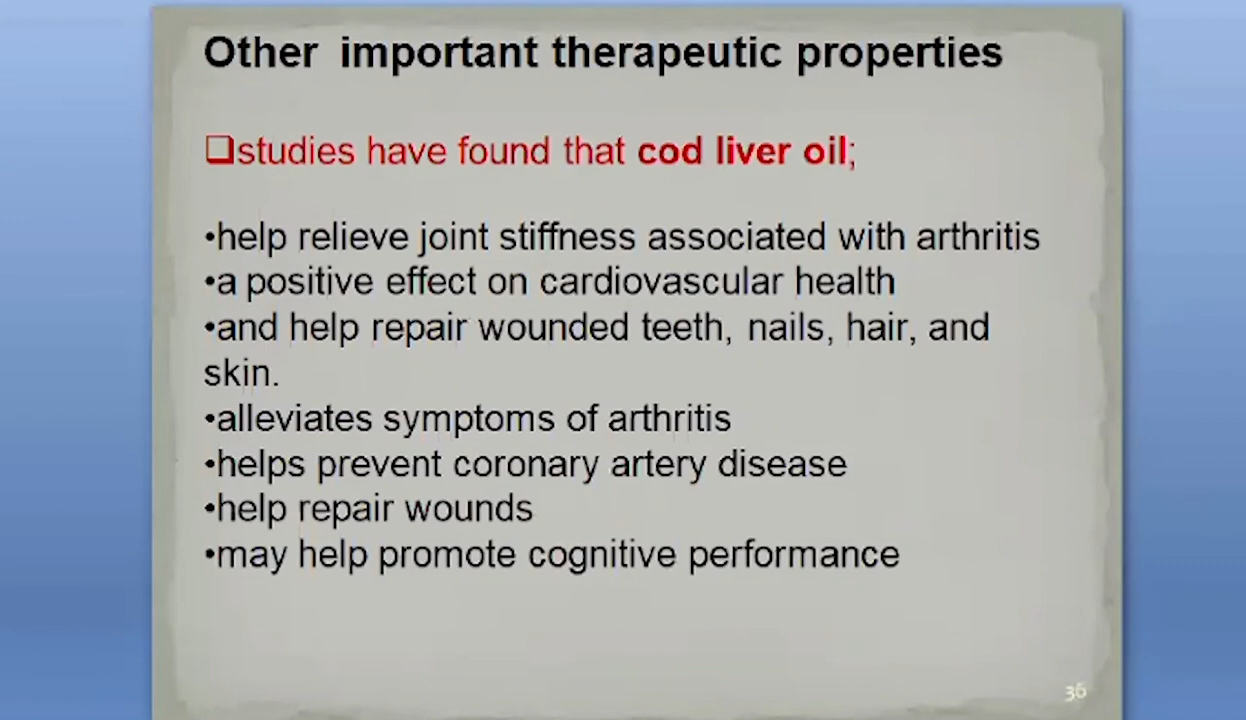 Other important therapeutic properties
❑studies have found that cod liver oil;
•help relieve joint stiffness associated with arthritis
•a positive effect on cardiovascular health
•and help repair wounded teeth, nails, hair, and
skin.
•alleviates symptoms of arthritis
•helps prevent coronary artery disease
•help repair wounds
•may help promote cognitive performance
36